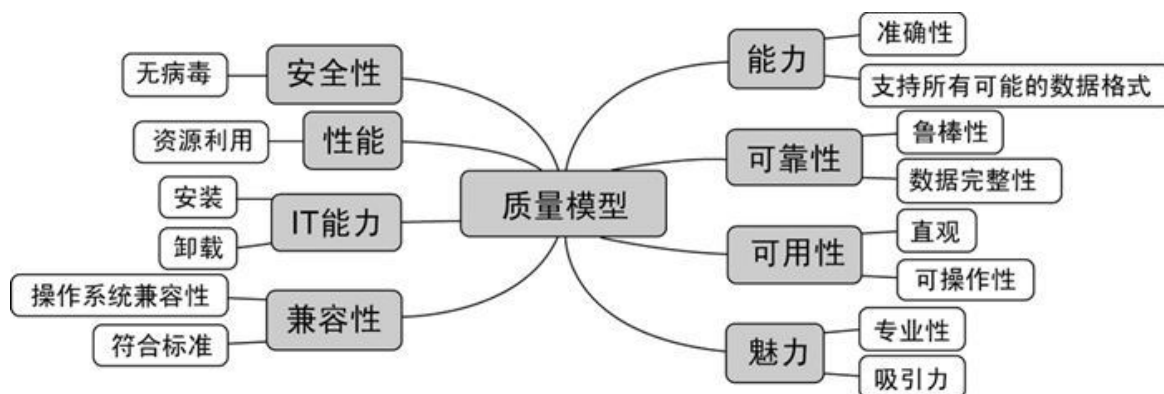 质量模型
安全性
无病毒
性能
资源利用
IT能力
安装
卸载
兼容性
操作系统兼容性
符合标准
能力
准确性
支持所有可能的数据格式
可靠性
鲁棒性
数据完整性
可用性
直观
可操作性
魅力
专业性
吸引力